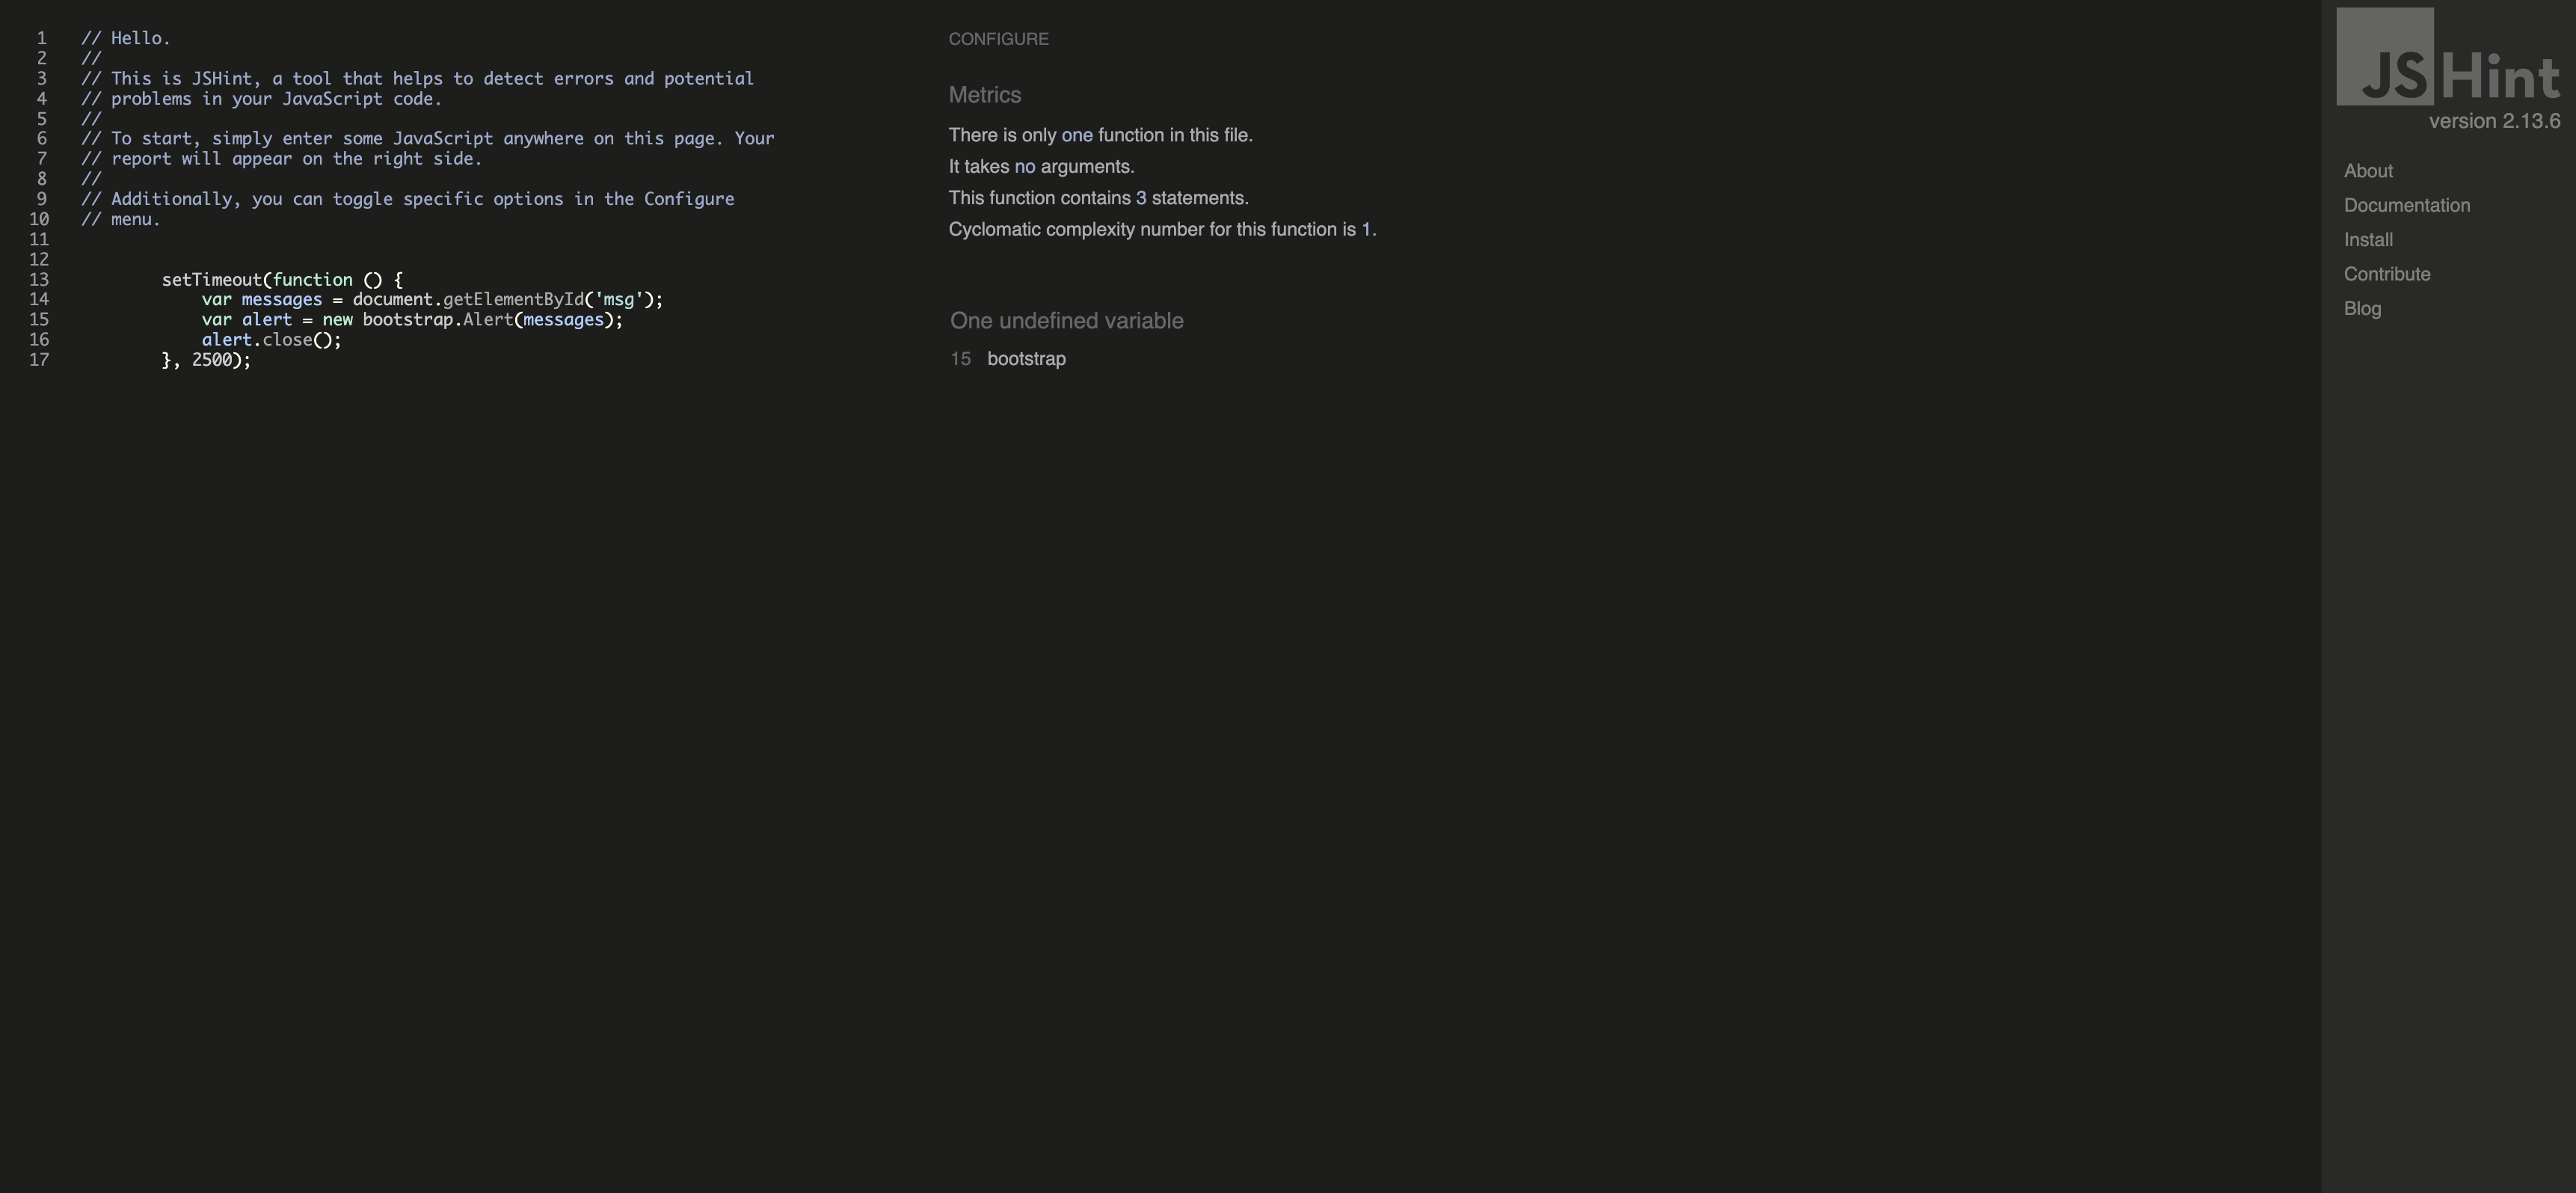 1 // Hello.
2 //
3 // This is JSHint, a tool that helps to detect errors and potential
4 // problems in your JavaScript code.
5 //
6 // To start, simply enter some JavaScript anywhere on this page. Your
7 // report will appear on the right side.
8 //
9 // Additionally, you can toggle specific options in the Configure
10 // menu.
11
12
13 setTimeout(function () {
14 var messages = document.getElementById('msg');
15 var alert = new bootstrap.Alert(messages);
16 alert.close();
17 }, 2500);
CONFIGURE
Metrics
There is only one function in this file.
It takes no arguments.
This function contains 3 statements.
Cyclomatic complexity number for this function is 1.
One undefined variable
15 bootstrap
JSHint
version 2.13.6
About
Documentation
Install
Contribute
Blog